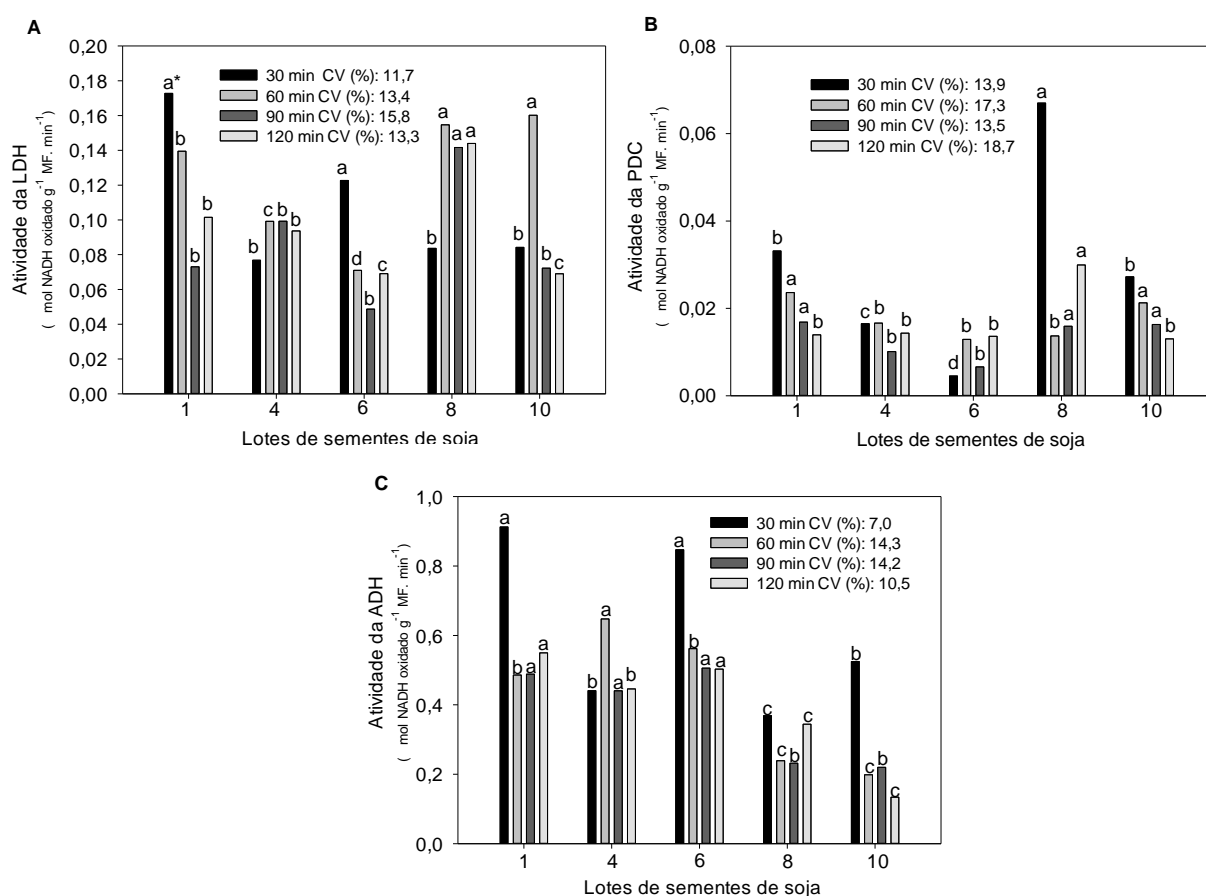 A
Atividade da LDH
( mol NADH oxidado g-1 MF. min-1)
0,20
0,18
0,16
0,14
0,12
0,10
0,08
0,06
0,04
0,02
0,00
30 min CV (%): 11,7
60 min CV (%): 13,4
90 min CV (%): 15,8
120 min CV (%): 13,3
a* b b b
b c b b
a d b c
b a a a
b a b c
1 4 6 8 10
Lotes de sementes de soja
B
Atividade da PDC
( mol NADH oxidado g-1 MF. min-1)
0,08
0,06
0,04
0,02
0,00
30 min CV (%): 13,9
60 min CV (%): 17,3
90 min CV (%): 13,5
120 min CV (%): 18,7
b a a b
c b b b
d b b b
a b a a
b a a b
1 4 6 8 10
Lotes de sementes de soja
C
Atividade da ADH
( mol NADH oxidado g-1 MF. min-1)
1,0
0,8
0,6
0,4
0,2
0,0
30 min CV (%): 7,0
60 min CV (%): 14,3
90 min CV (%): 14,2
120 min CV (%): 10,5
a b a a
b a a b
a b a a
c c b c
b c b c
1 4 6 8 10
Lotes de sementes de soja